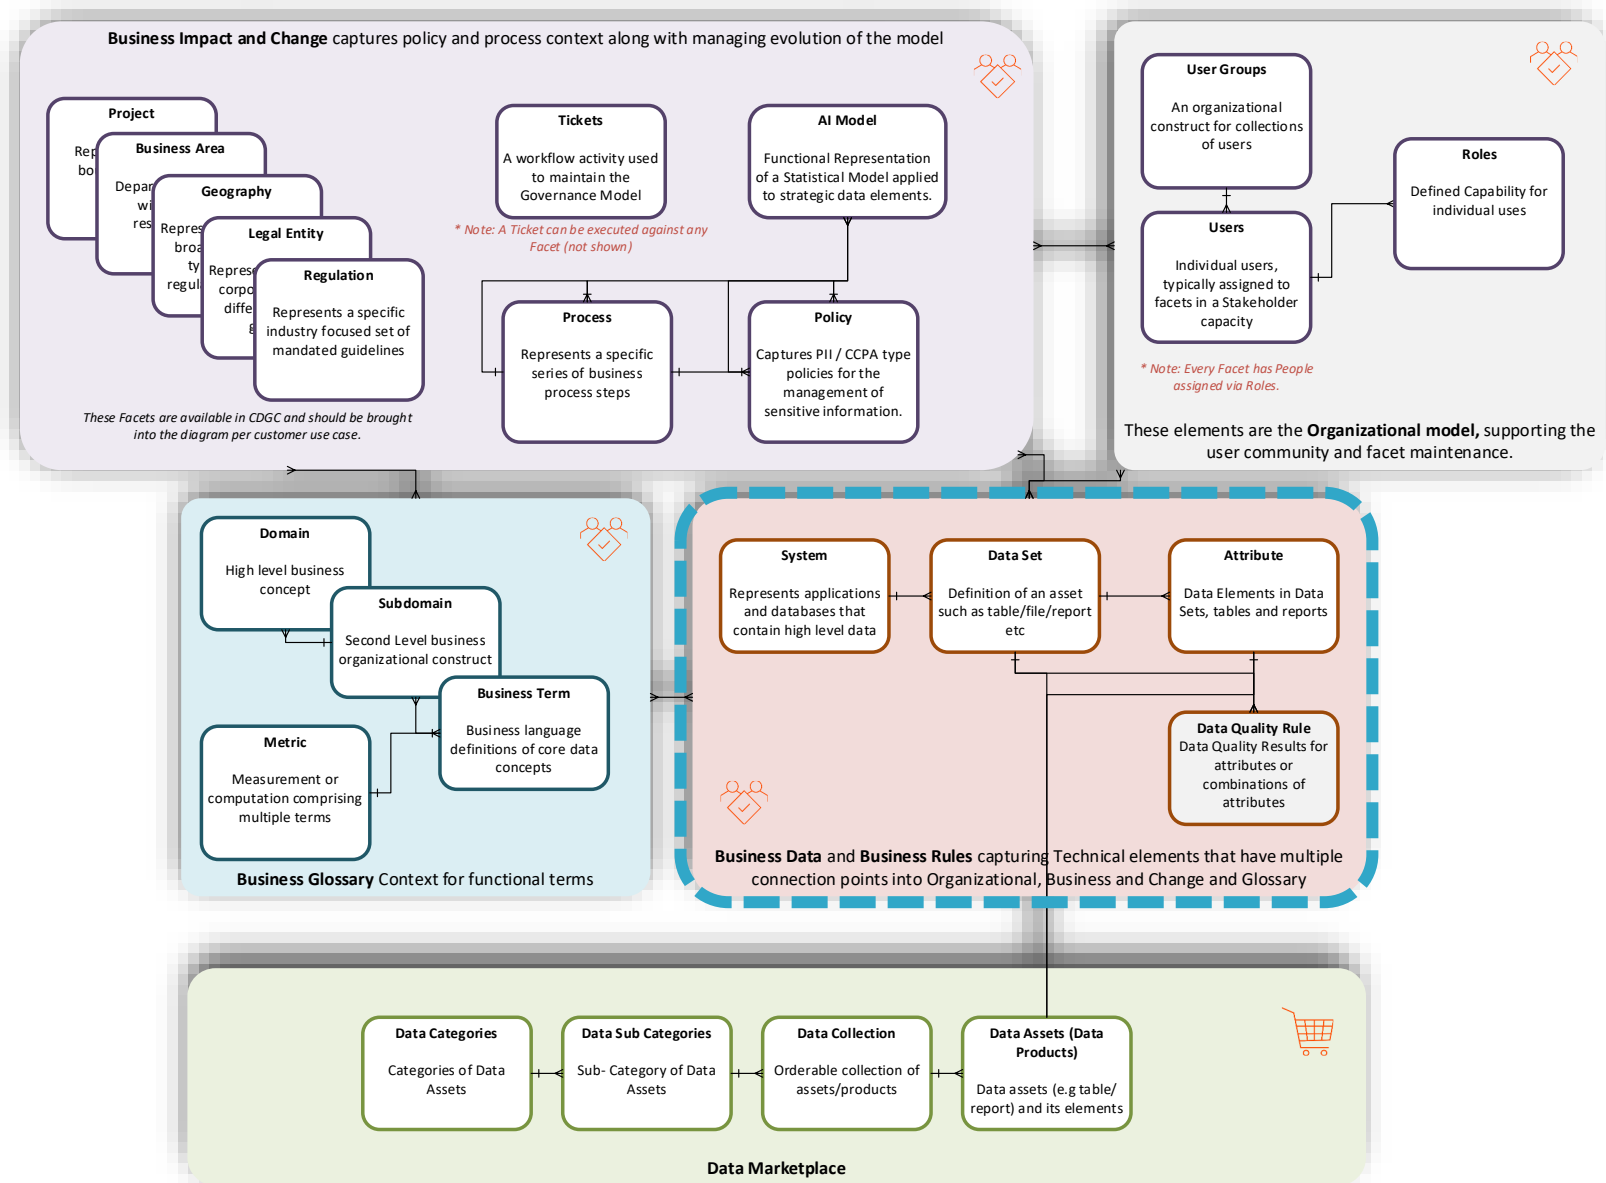 Business Impact and Change captures policy and process context along with managing evolution of the model
Project
Business Area
Geography
Legal Entity
Regulation
Represents a specific
industry focused set of
mandated guidelines
These Facets are available in CDGC and should be brought
into the diagram per customer use case.
Tickets
A workflow activity used
to maintain the
Governance Model
* Note: A Ticket can be executed against any
Facet (not shown)
AI Model
Functional Representation
of a Statistical Model applied
to strategic data elements.
Process
Represents a specific
series of business
process steps
Policy
Captures PII / CCPA type
policies for the
management of
sensitive information.
User Groups
An organizational
construct for collections
of users
Users
Individual users,
typically assigned to
facets in a Stakeholder
capacity
Roles
Defined Capability for
individual uses
* Note: Every Facet has People
assigned via Roles.
These elements are the Organizational model, supporting the
user community and facet maintenance.
Domain
High level business
concept
Subdomain
Second Level business
organizational construct
Business Term
Business language
definitions of core data
concepts
Metric
Measurement or
computation comprising
multiple terms
Business Glossary Context for functional terms
System
Represents applications
and databases that
contain high level data
Data Set
Definition of an asset
such as table/file/report
etc
Attribute
Data Elements in Data
Sets, tables and reports
Data Quality Rule
Data Quality Results for
attributes or
combinations of
attributes
Business Data and Business Rules capturing Technical elements that have multiple
connection points into Organizational, Business and Change and Glossary
Data Categories
Categories of Data
Assets
Data Sub Categories
Sub- Category of Data
Assets
Data Collection
Orderable collection of
assets/products
Data Assets (Data
Products)
Data assets (e.g table/
report) and its elements
Data Marketplace